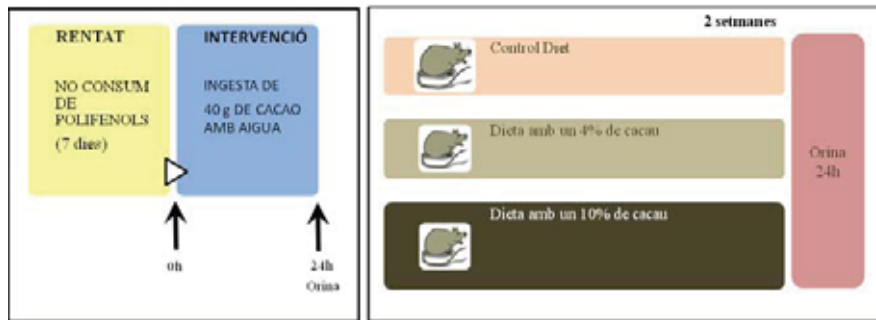 RENTAT
NO CONSUM
DE
POLIFENOLS
(7 dies)
INTERVENCIÓ
INGESTA DE
40 g DE CACAO
AMB AIGUA
0h
24h
Orina
2 setmanes
Control Diet
Dieta amb un 4% de cacau
Dieta amb un 10% de cacau
Orina
24h